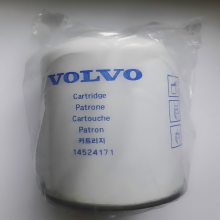 VOLVO
Cartridge
Patrone
Cartouche
Patron
카트리지
14524171